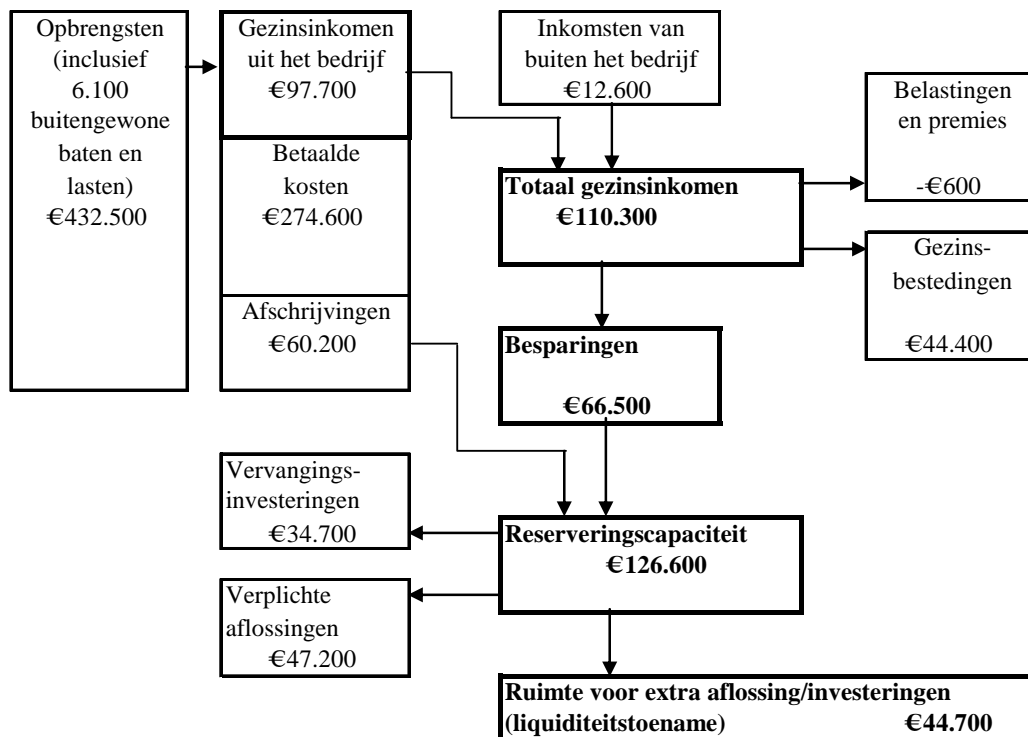 Opbrengsten
(inclusief
6.100
buitengewone
baten en
lasten)
€432.500
Gezinsinkomen
uit het bedrijf
€97.700
Betaalde
kosten
€274.600
Afschrijvingen
€60.200
Inkomsten van
buiten het bedrijf
€12.600
Totaal gezinsinkomen
€110.300
Belastingen
en premies
-€600
Gezins-
bestedingen
€44.400
Besparingen
€66.500
Vervangings-
investeringen
€34.700
Reserveringscapaciteit
€126.600
Verplichte
aflossingen
€47.200
Ruimte voor extra aflossing/investeringen
(liquiditeitstoename) €44.700